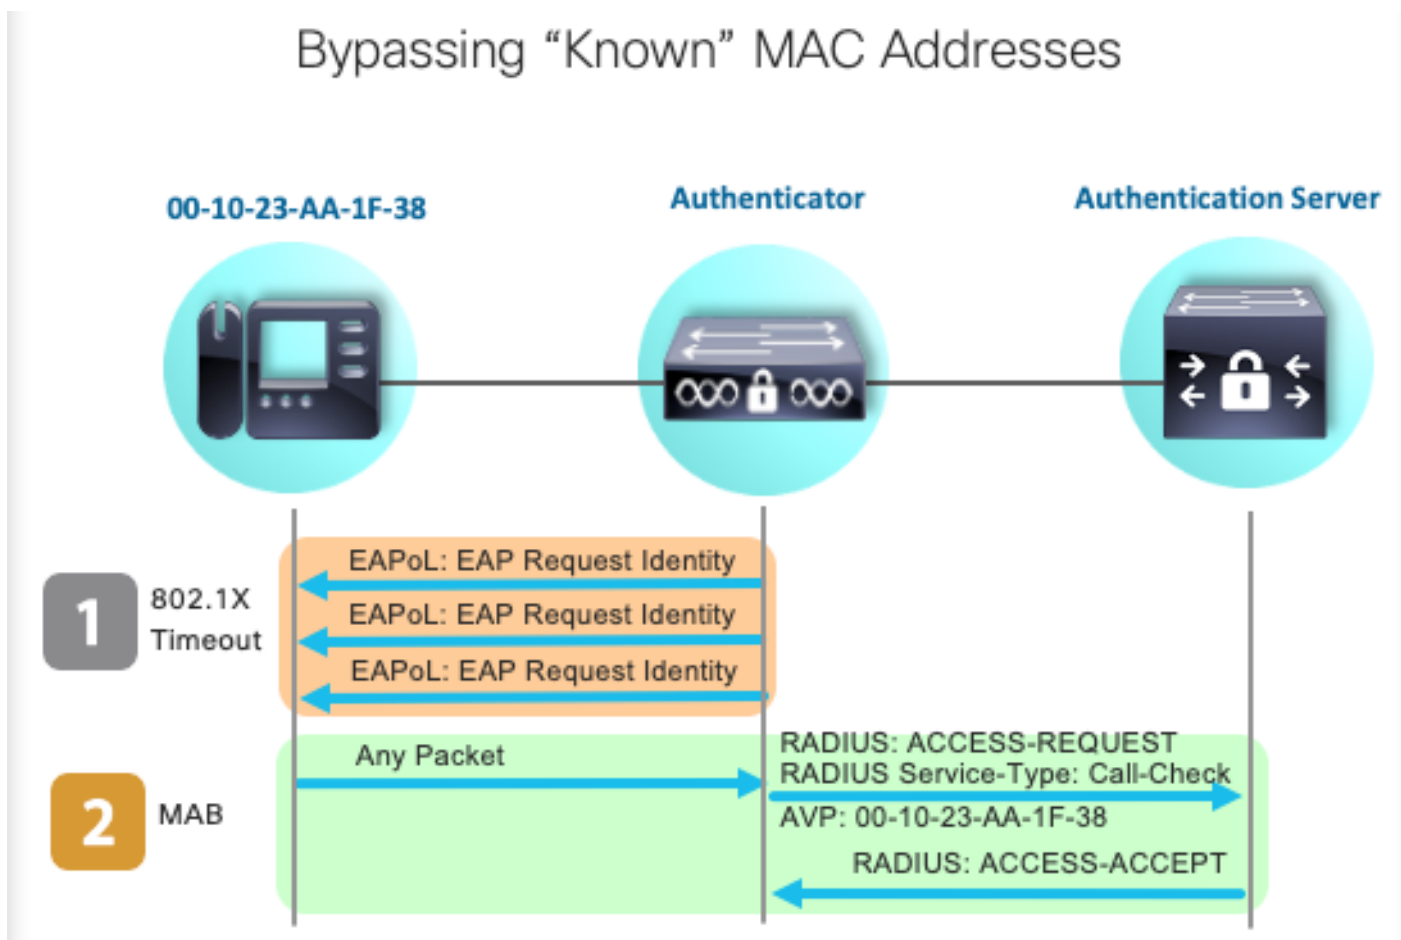 Bypassing “Known” MAC Addresses
00-10-23-AA-1F-38
Authenticator
Authentication Server
1
802.1X
Timeout
EAPoL: EAP Request Identity
EAPoL: EAP Request Identity
EAPoL: EAP Request Identity
2
MAB
Any Packet
RADIUS: ACCESS-REQUEST
RADIUS Service-Type: Call-Check
AVP: 00-10-23-AA-1F-38
RADIUS: ACCESS-ACCEPT